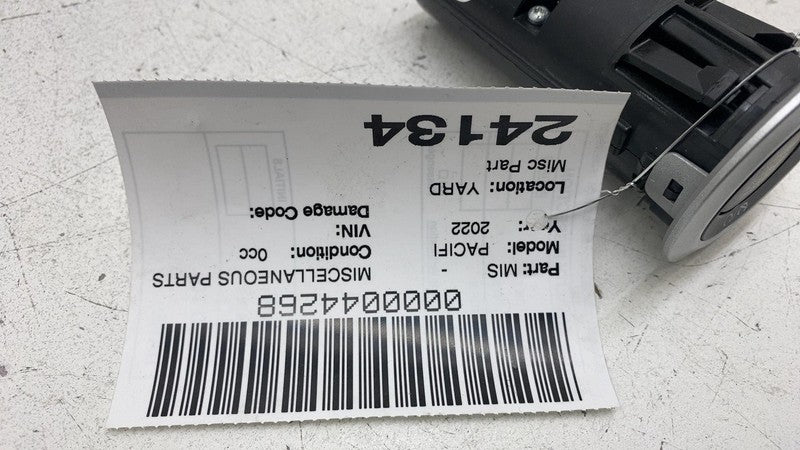 0000044268
Part: MIS - MISCELLANEOUS PARTS
Model: PACIFI Condition: 0cc
Year: 2022 VIN:
Damage Code:
Location: YARD
Misc Part
24134